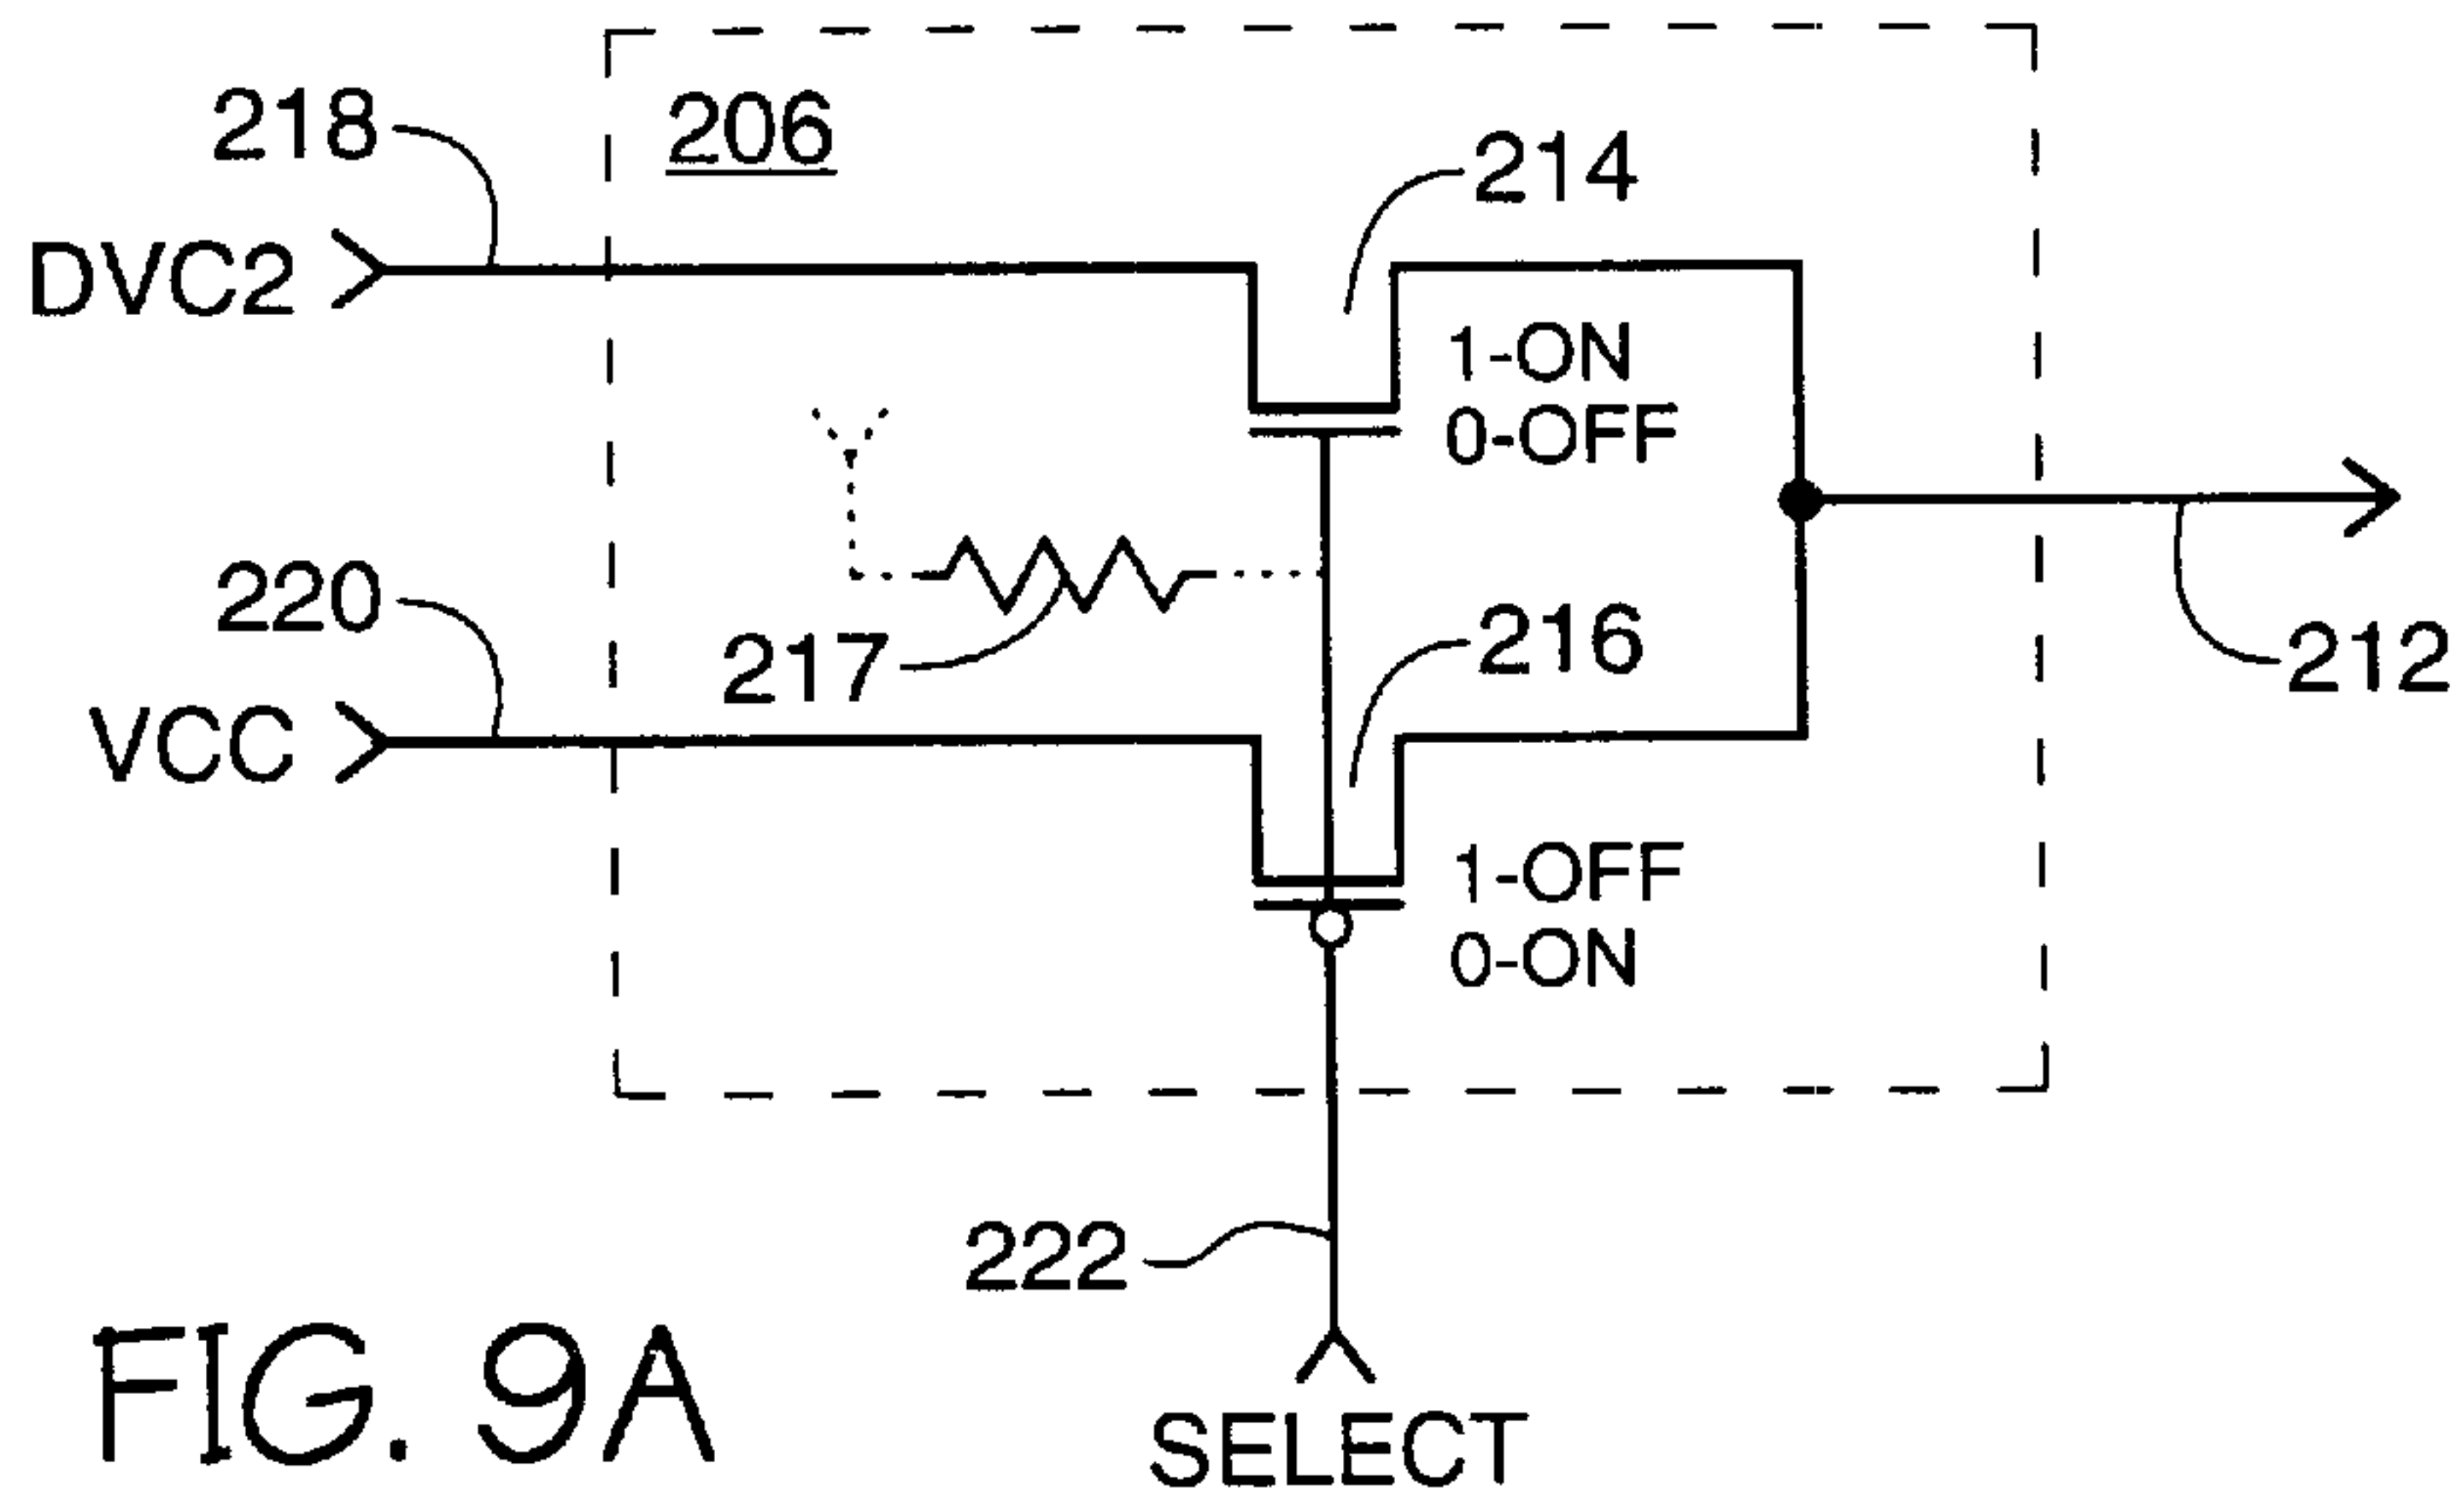 218
206
214
DVC2
1-ON
0-OFF
220
217
216
212
VCC
1-OFF
0-ON
222
FIG. 9A
SELECT